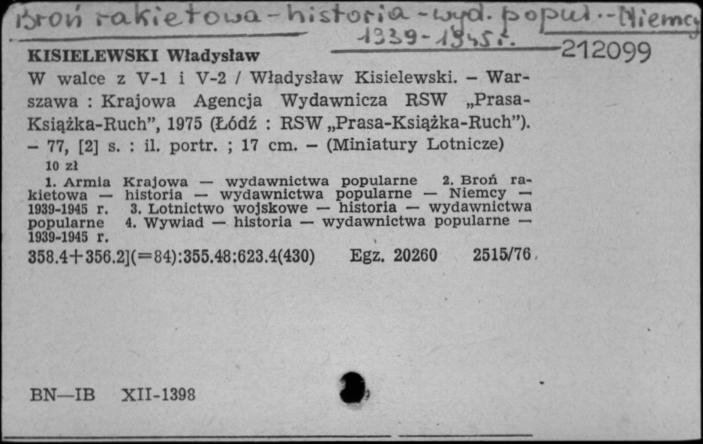 Broń rakietowa - historia - wyd. popul. - Niemcy
1939-1945 r.
212099
KISIELEWSKI Władysław
W walce z V-1 i V-2 / Władysław Kisielewski. — War-
szawa : Krajowa Agencja Wydawnicza RSW „Prasa-
Książka-Ruch”, 1975 (Łódź : RSW „Prasa-Książka-Ruch”).
— 77, [2] s. : il. portr. ; 17 cm. — (Miniatury Lotnicze)
10 zł
1. Armia Krajowa — wydawnictwa popularne 2. Broń ra-
kietowa — historia — wydawnictwa popularne — Niemcy —
1939-1945 r. 3. Lotnictwo wojskowe — historia — wydawnictwa
popularne 4. Wywiad — historia — wydawnictwa popularne —
1939-1945 r.
358.4+356.2](=84):355.48:623.4(430) Egz. 20260 2515/76
BN—IB XII-1398